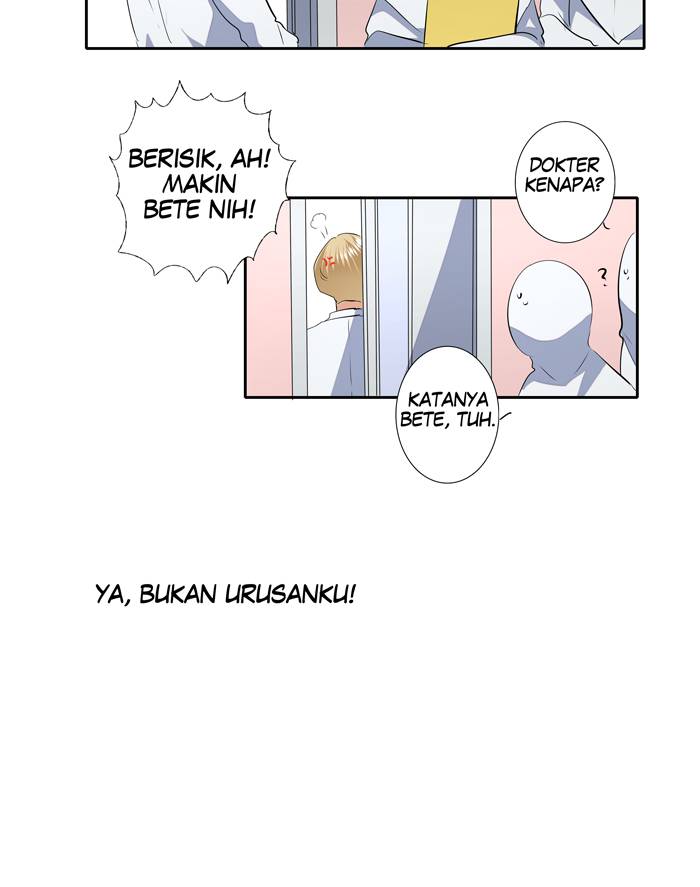 BERISIK, AH!
MAKIN
BETE NIH!
DOKTER
KENAPA?
?
KATANYA
BETE, TUH.
YA, BUKAN URUSANKU!